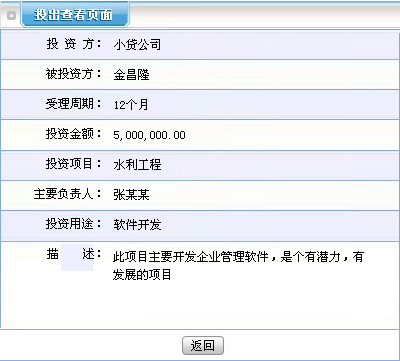 投出查看页面
投 资 方： 小贷公司
被投资方： 金昌隆
受理周期： 12个月
投资金额： 5,000,000.00
投资项目： 水利工程
主要负责人： 张某某
投资用途： 软件开发
描 述： 此项目主要开发企业管理软件，是个有潜力，有
发展的项目
返回